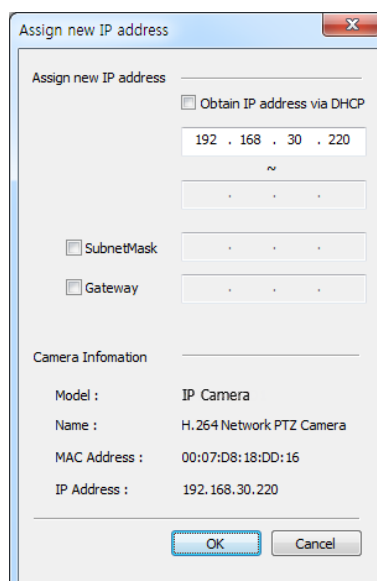 Assign new IP address
Assign new IP address
Obtain IP address via DHCP
192 . 168 . 30 . 220
~
. . .
SubnetMask . . .
Gateway . . .
Camera Infomation
Model : IP Camera
Name : H.264 Network PTZ Camera
MAC Address : 00:07:D8:18:DD:16
IP Address : 192.168.30.220
OK Cancel